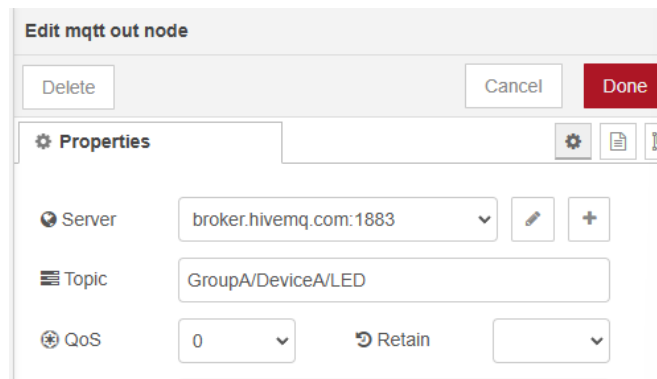 Edit mqtt out node
Delete Cancel Done
Properties
Server broker.hivemq.com:1883
Topic GroupA/DeviceA/LED
QoS 0 Retain